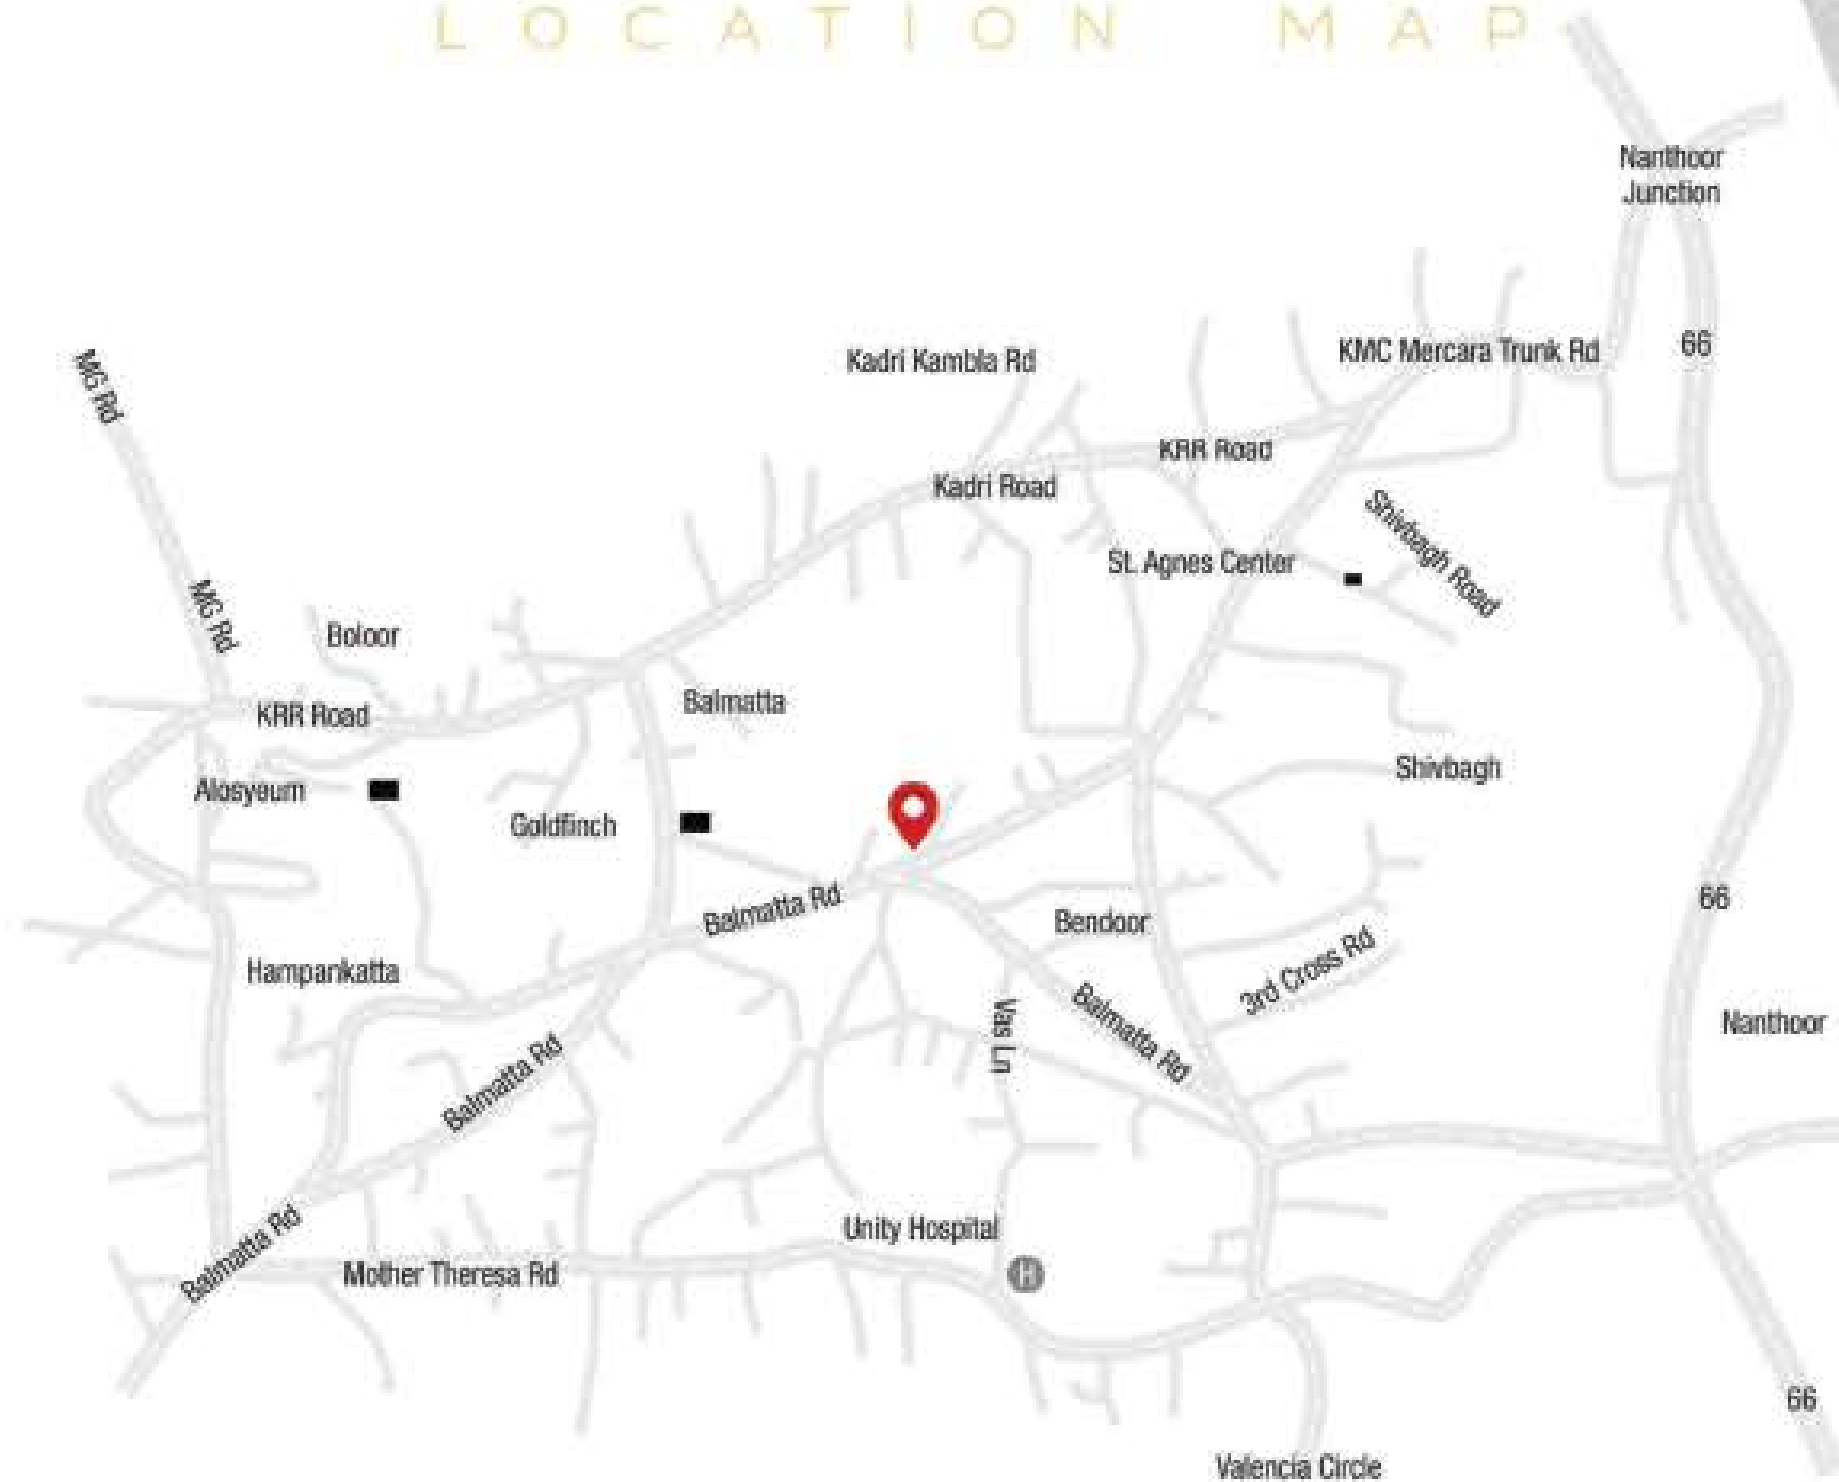 LOCATION MAP
Nanthoor
Junction
66
KMC Mercara Trunk Rd
Kadri Kambla Rd
MG Rd
KRR Road
Kadri Road
Shivbagh Road
St. Agnes Center
MG Rd
Boloor
Balmatta
KRR Road
Shivbagh
Alosyeum
Goldfinch
66
Balmatta Rd
Bendoor
3rd Cross Rd
Hampankatta
Nanthoor
Vas Ln
Balmatta Rd
Balmatta Rd
Unity Hospital
H
Balmatta Rd
Mother Theresa Rd
66
Valencia Circle